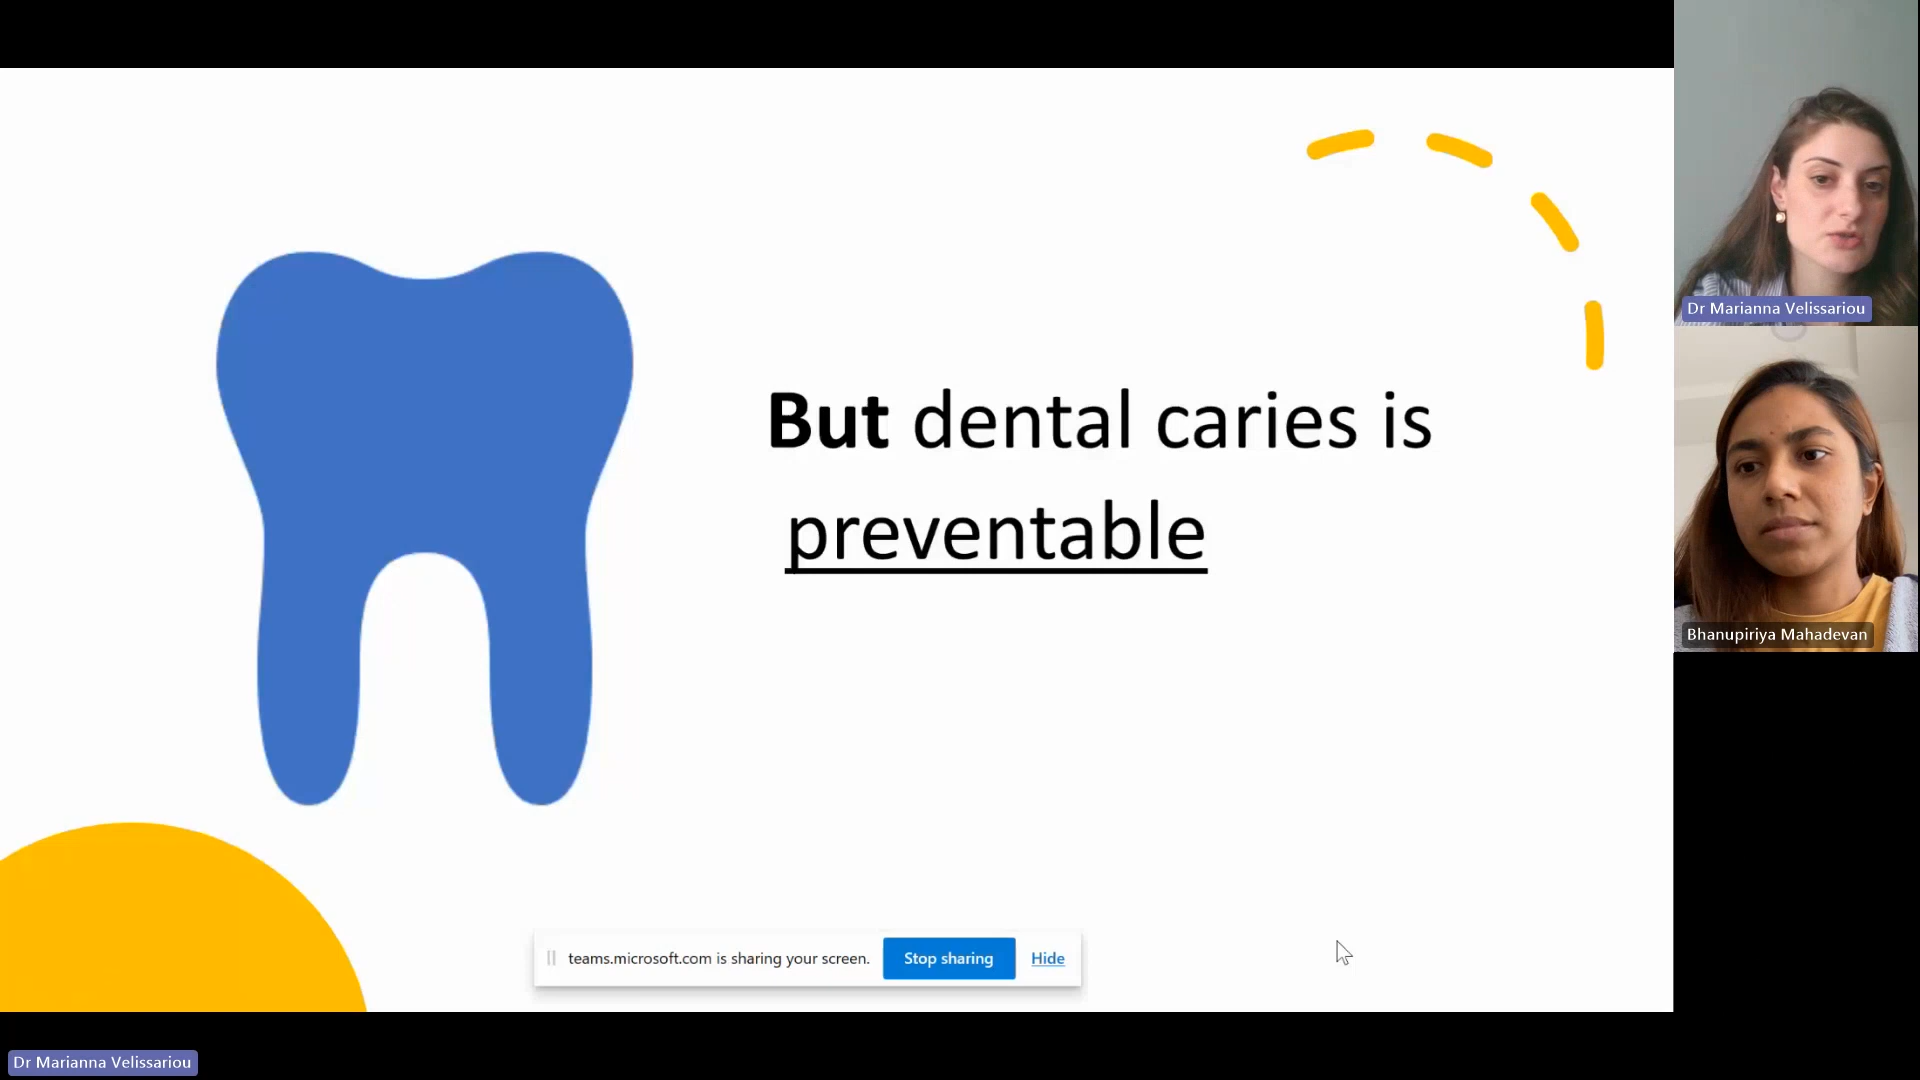 But dental caries is
preventable
teams.microsoft.com is sharing your screen.
Stop sharing
Hide
Dr Marianna Velissariou
Bhanupiriya Mahadevan
Dr Marianna Velissariou